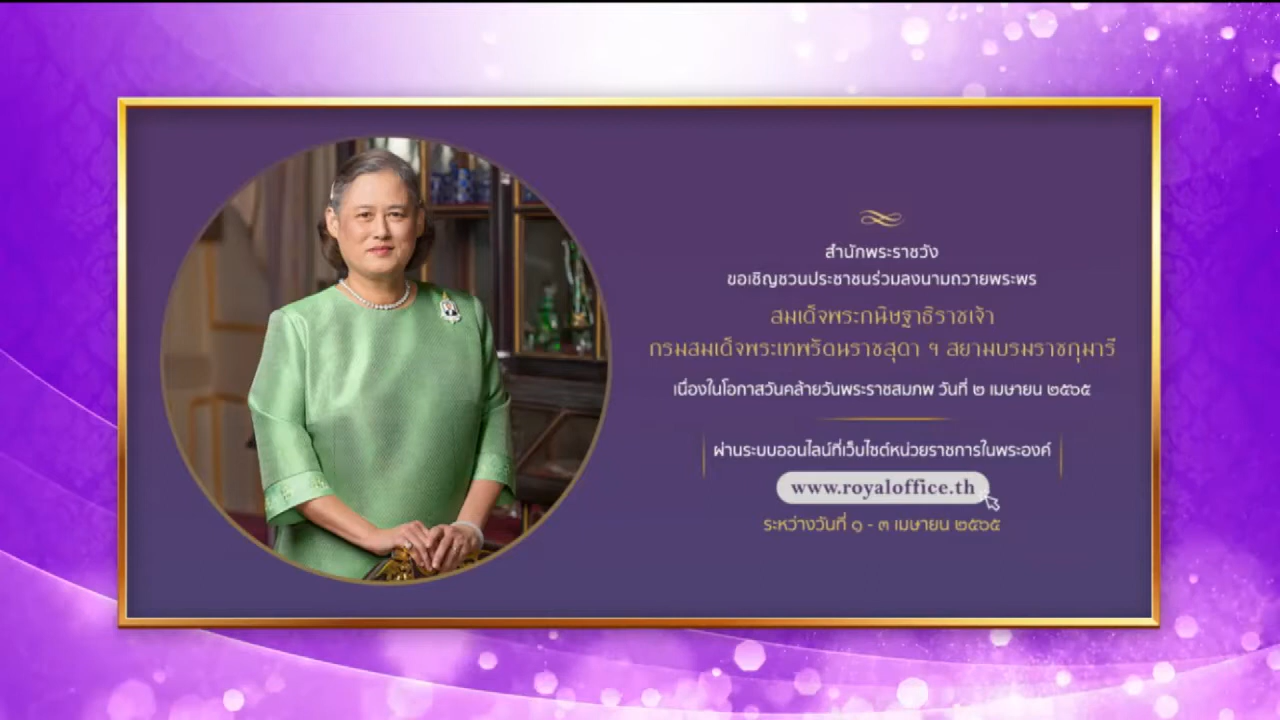 สำนักพระราชวัง
ขอเชิญชวนประชาชนร่วมลงนามถวายพระพร
สมเด็จพระกนิษฐาธิราชเจ้า
กรมสมเด็จพระเทพรัตนราชสุดา ฯ สยามบรมราชกุมารี
เนื่องในโอกาสวันคล้ายวันพระราชสมภพ วันที่ ๒ เมษายน ๒๕๖๕
ผ่านระบบออนไลน์ที่เว็บไซต์หน่วยราชการในพระองค์
www.royaloffice.th
ระหว่างวันที่ ๑ - ๓ เมษายน ๒๕๖๕